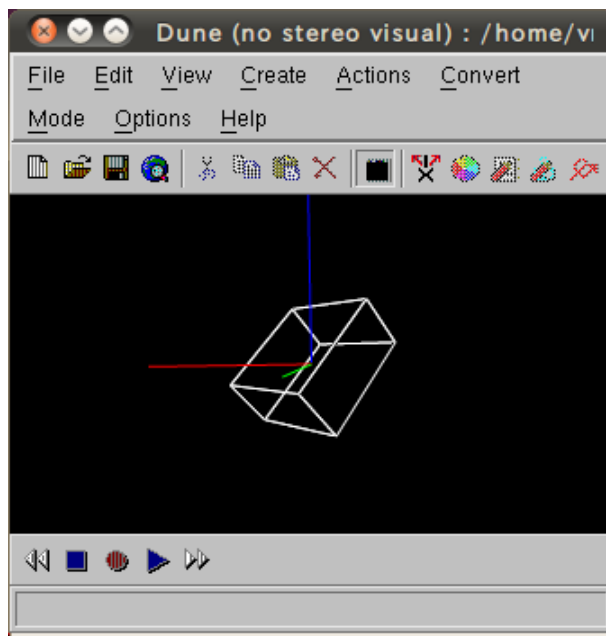 Dune (no stereo visual) : /home/v
File Edit View Create Actions Convert
Mode Options Help